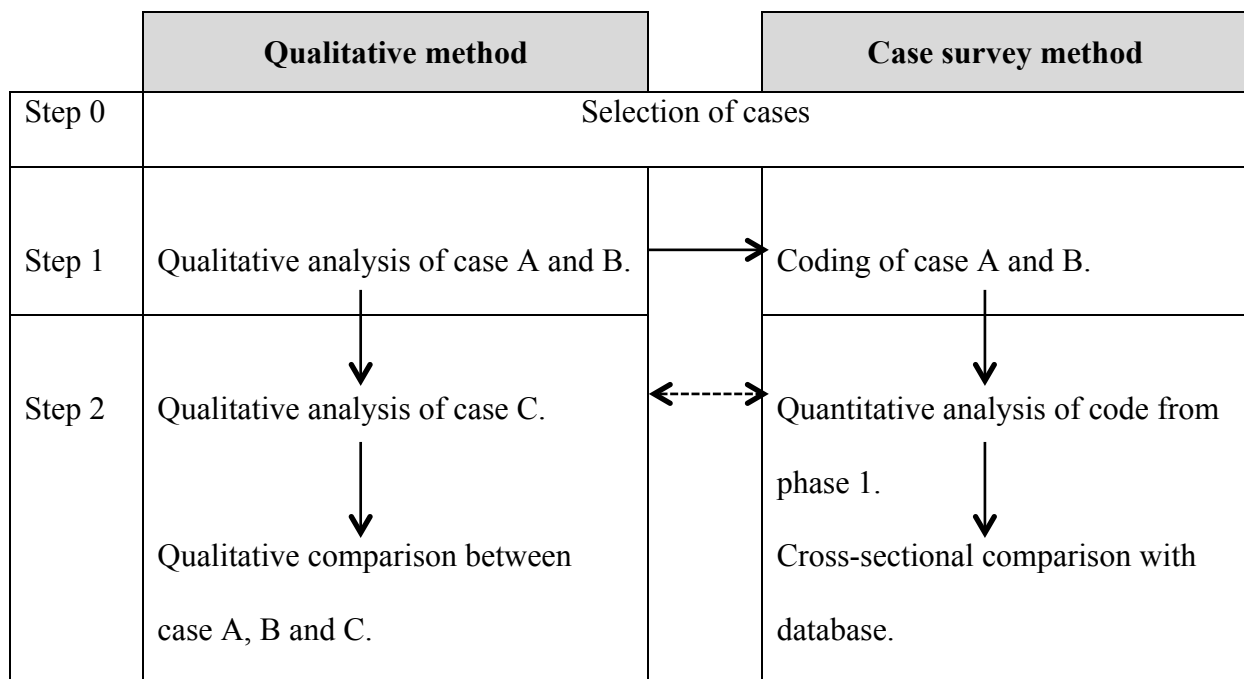 Qualitative method
Case survey method
Step 0
Selection of cases
Step 1
Qualitative analysis of case A and B.
Coding of case A and B.
Step 2
Qualitative analysis of case C.
Quantitative analysis of code from
phase 1.
Qualitative comparison between
case A, B and C.
Cross-sectional comparison with
database.